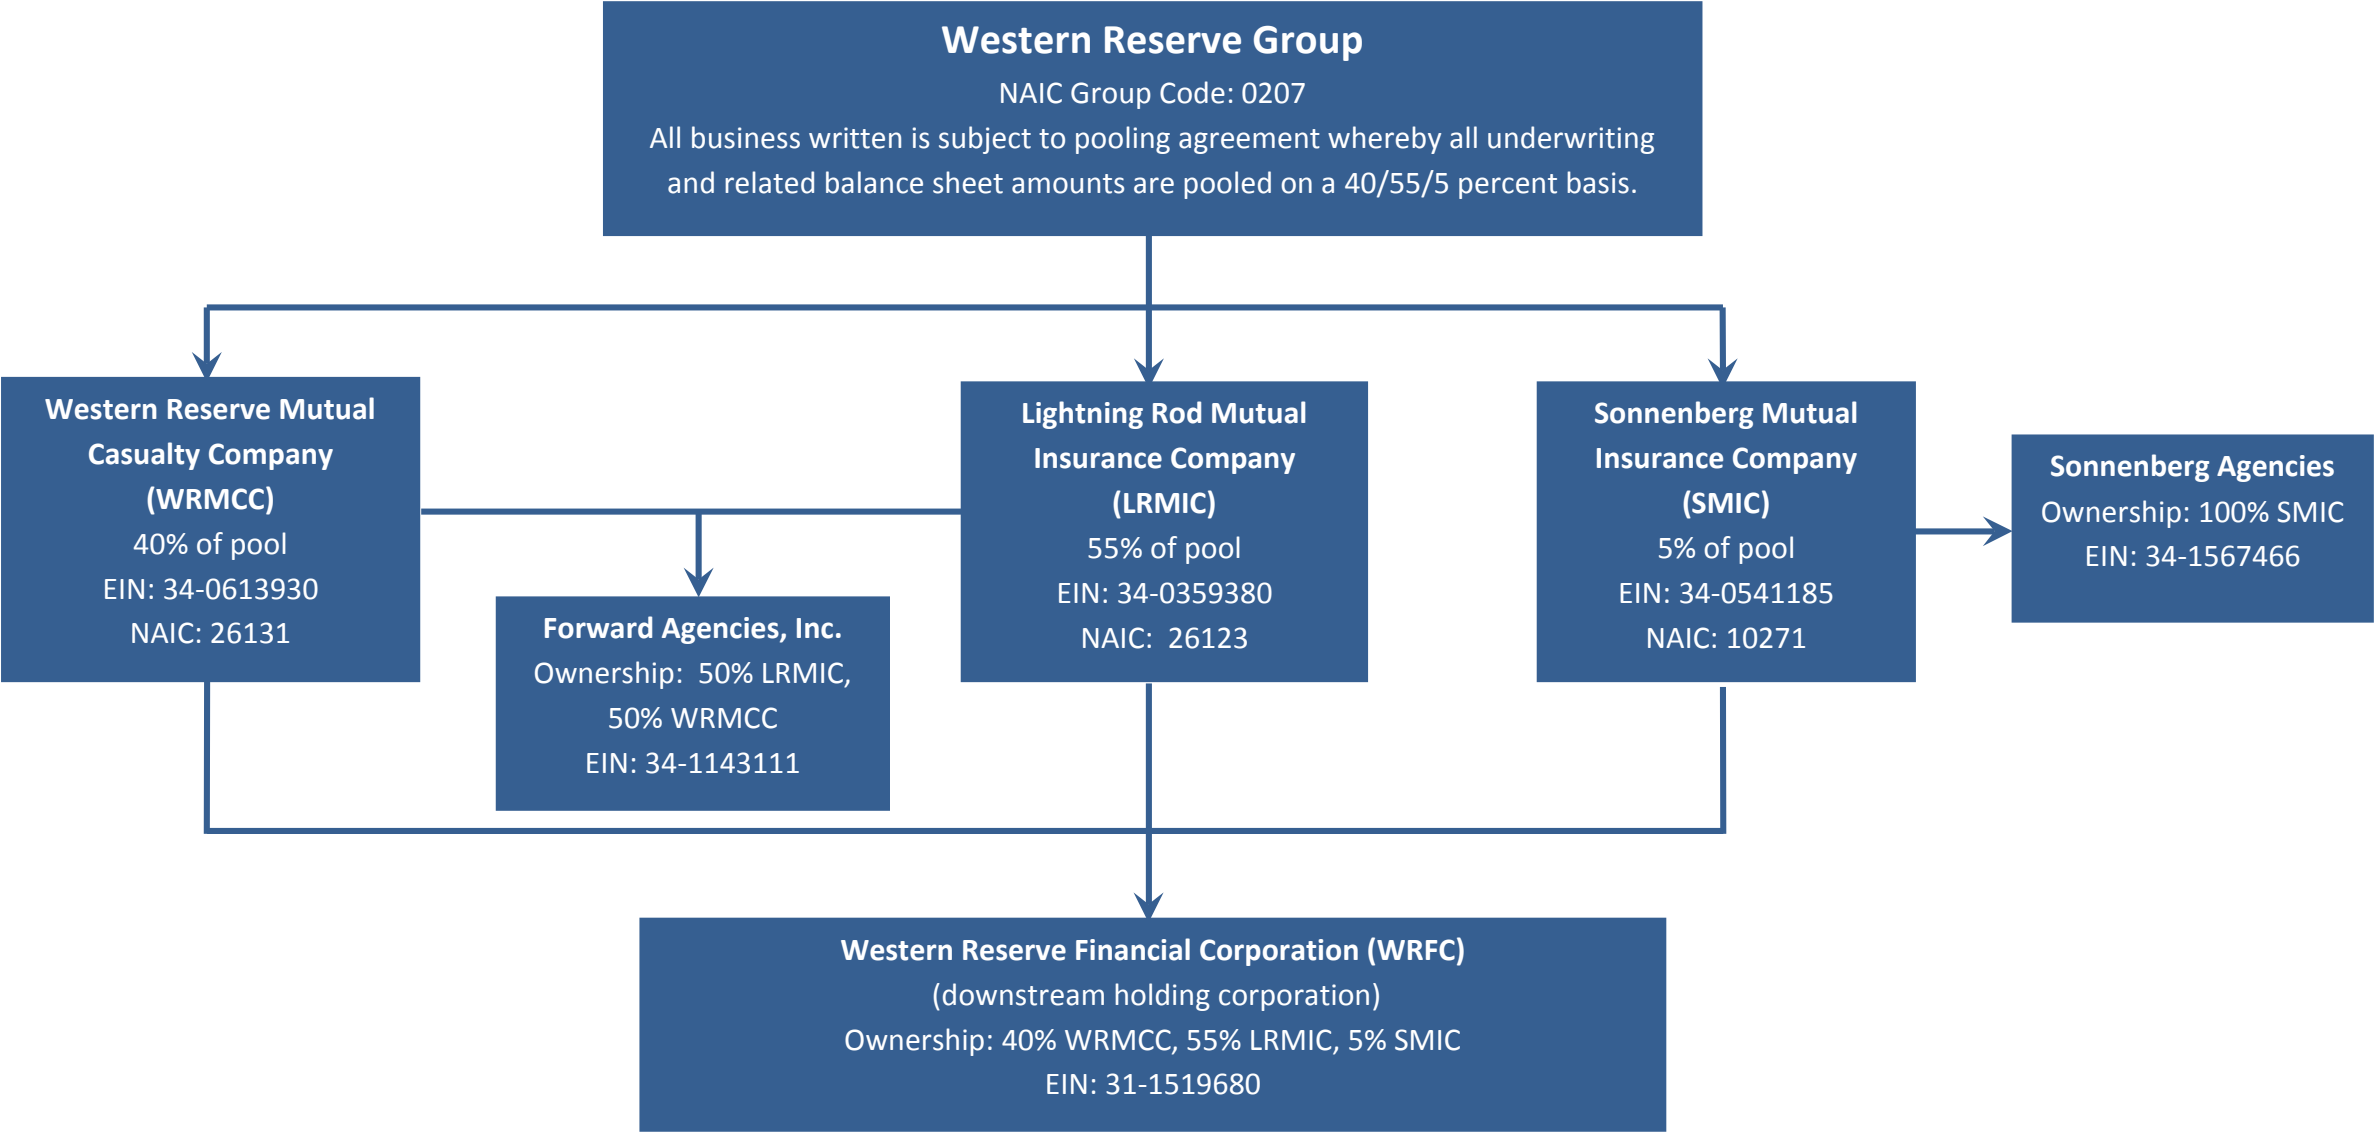 Western Reserve Group
NAIC Group Code: 0207
All business written is subject to pooling agreement whereby all underwriting
and related balance sheet amounts are pooled on a 40/55/5 percent basis.
Western Reserve Mutual
Casualty Company
(WRMCC)
40% of pool
EIN: 34-0613930
NAIC: 26131
Forward Agencies, Inc.
Ownership:  50% LRMIC,
50% WRMCC
EIN: 34-1143111
Lightning Rod Mutual
Insurance Company
(LRMIC)
55% of pool
EIN: 34-0359380
NAIC:  26123
Sonnenberg Mutual
Insurance Company
(SMIC)
5% of pool
EIN: 34-0541185
NAIC: 10271
Sonnenberg Agencies
Ownership: 100% SMIC
EIN: 34-1567466
Western Reserve Financial Corporation (WRFC)
(downstream holding corporation)
Ownership: 40% WRMCC, 55% LRMIC, 5% SMIC
EIN: 31-1519680